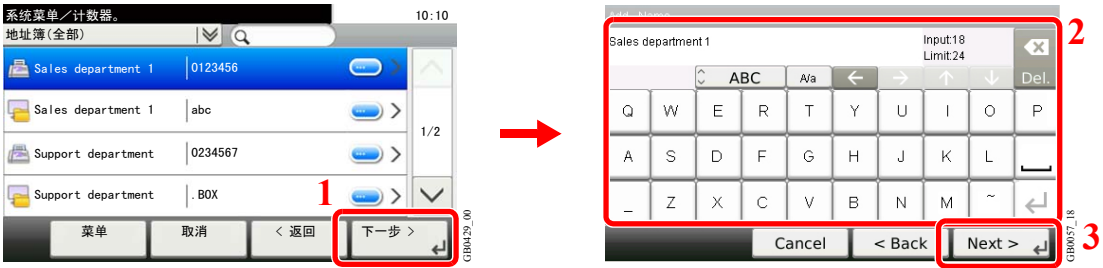 系统菜单／计数器。 10:10
地址簿(全部)
Sales department 1 0123456
Sales department 1 abc
1/2
Support department 0234567
Support department .BOX
1
菜单 取消 < 返回 下一步 >
GB0429_00
Add - Name
2
Sales department 1 Input:18
Limit:24
ABC A/a Del.
Q W E R T Y U I O P
A S D F G H J K L
_ Z X C V B N M ~
Cancel < Back Next >
3
GB0057_18